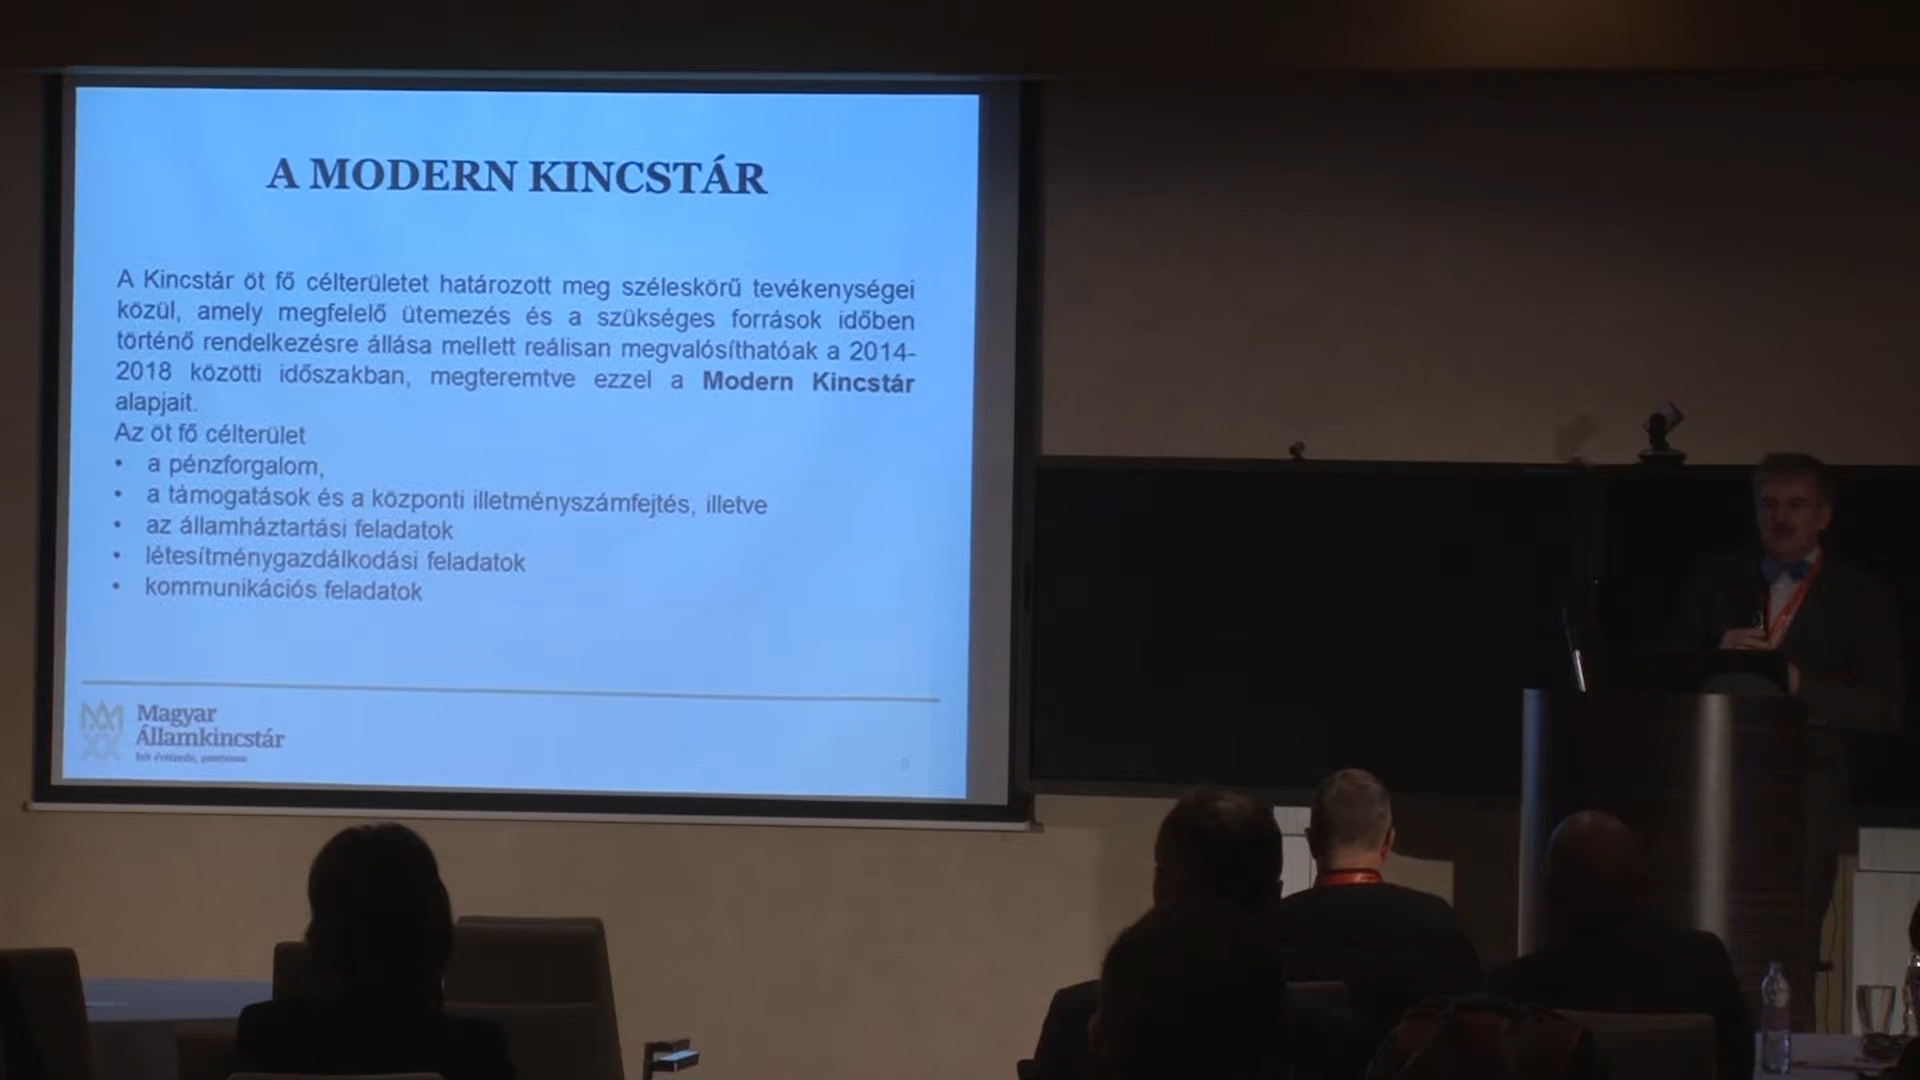 A MODERN KINCSTÁR
A Kincstár öt fő célterületet határozott meg széleskörű tevékenységei
közül, amely megfelelő ütemezés és a szükséges források időben
történő rendelkezésre állása mellett reálisan megvalósíthatóak a 2014-
2018 közötti időszakban, megteremtve ezzel a Modern Kincstár
alapjait.
Az öt fő célterület
• a pénzforgalom,
• a támogatások és a központi illetményszámfejtés, illetve
• az államháztartási feladatok
• létesítménygazdálkodási feladatok
• kommunikációs feladatok
Magyar
Államkincstár
9